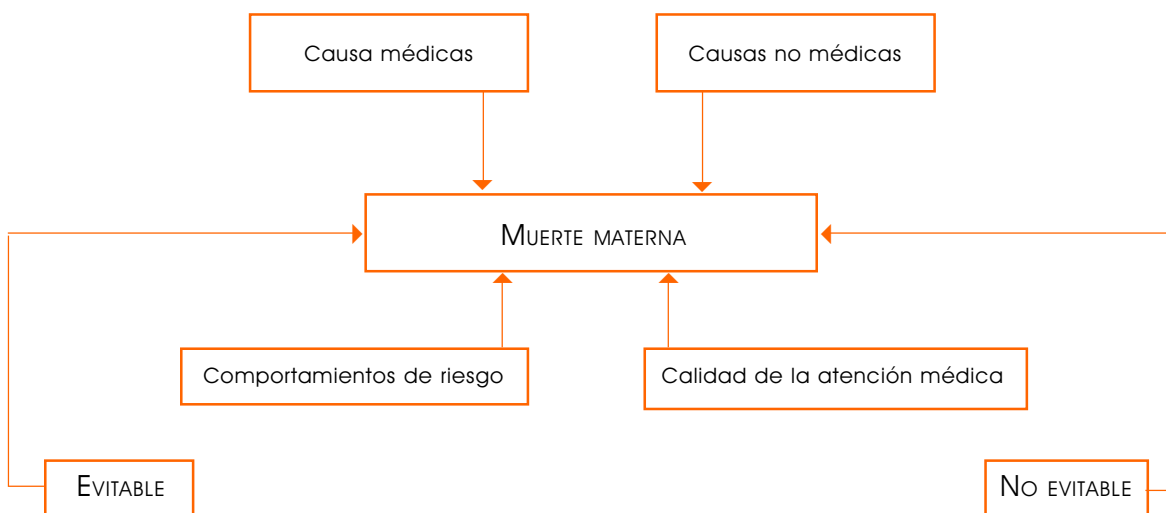 Causa médicas
Causas no médicas
MUERTE MATERNA
Comportamientos de riesgo
Calidad de la atención médica
EVITABLE
NO EVITABLE